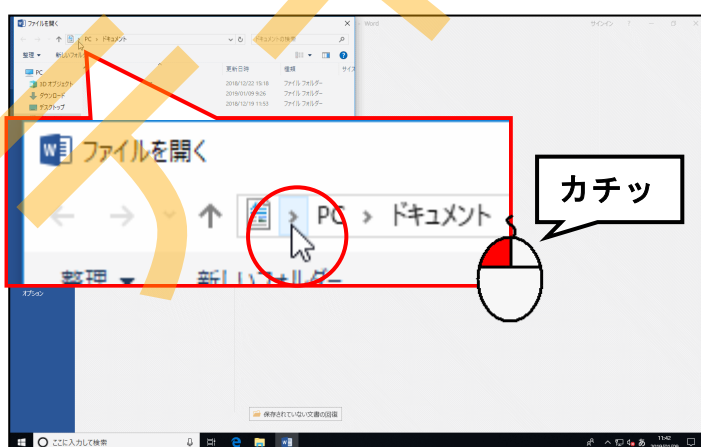 ファイルを開く
Word
サインイン ? － □ ×
PC › ドキュメント
ドキュメントの検索
整理 ▼ 新しいフォルダー
更新日時 種類 サイズ
PC
3D オブジェクト
ダウンロード
デスクトップ
2018/12/22 19:16 ファイル フォルダー
2019/01/09 9:26 ファイル フォルダー
2018/12/19 11:53 ファイル フォルダー
ファイルを開く
PC › ドキュメント
整理 ▼ 新しいフォルダー
カチッ
オプション
保存されていない文書の回復
ここに入力して検索
あ
11:42